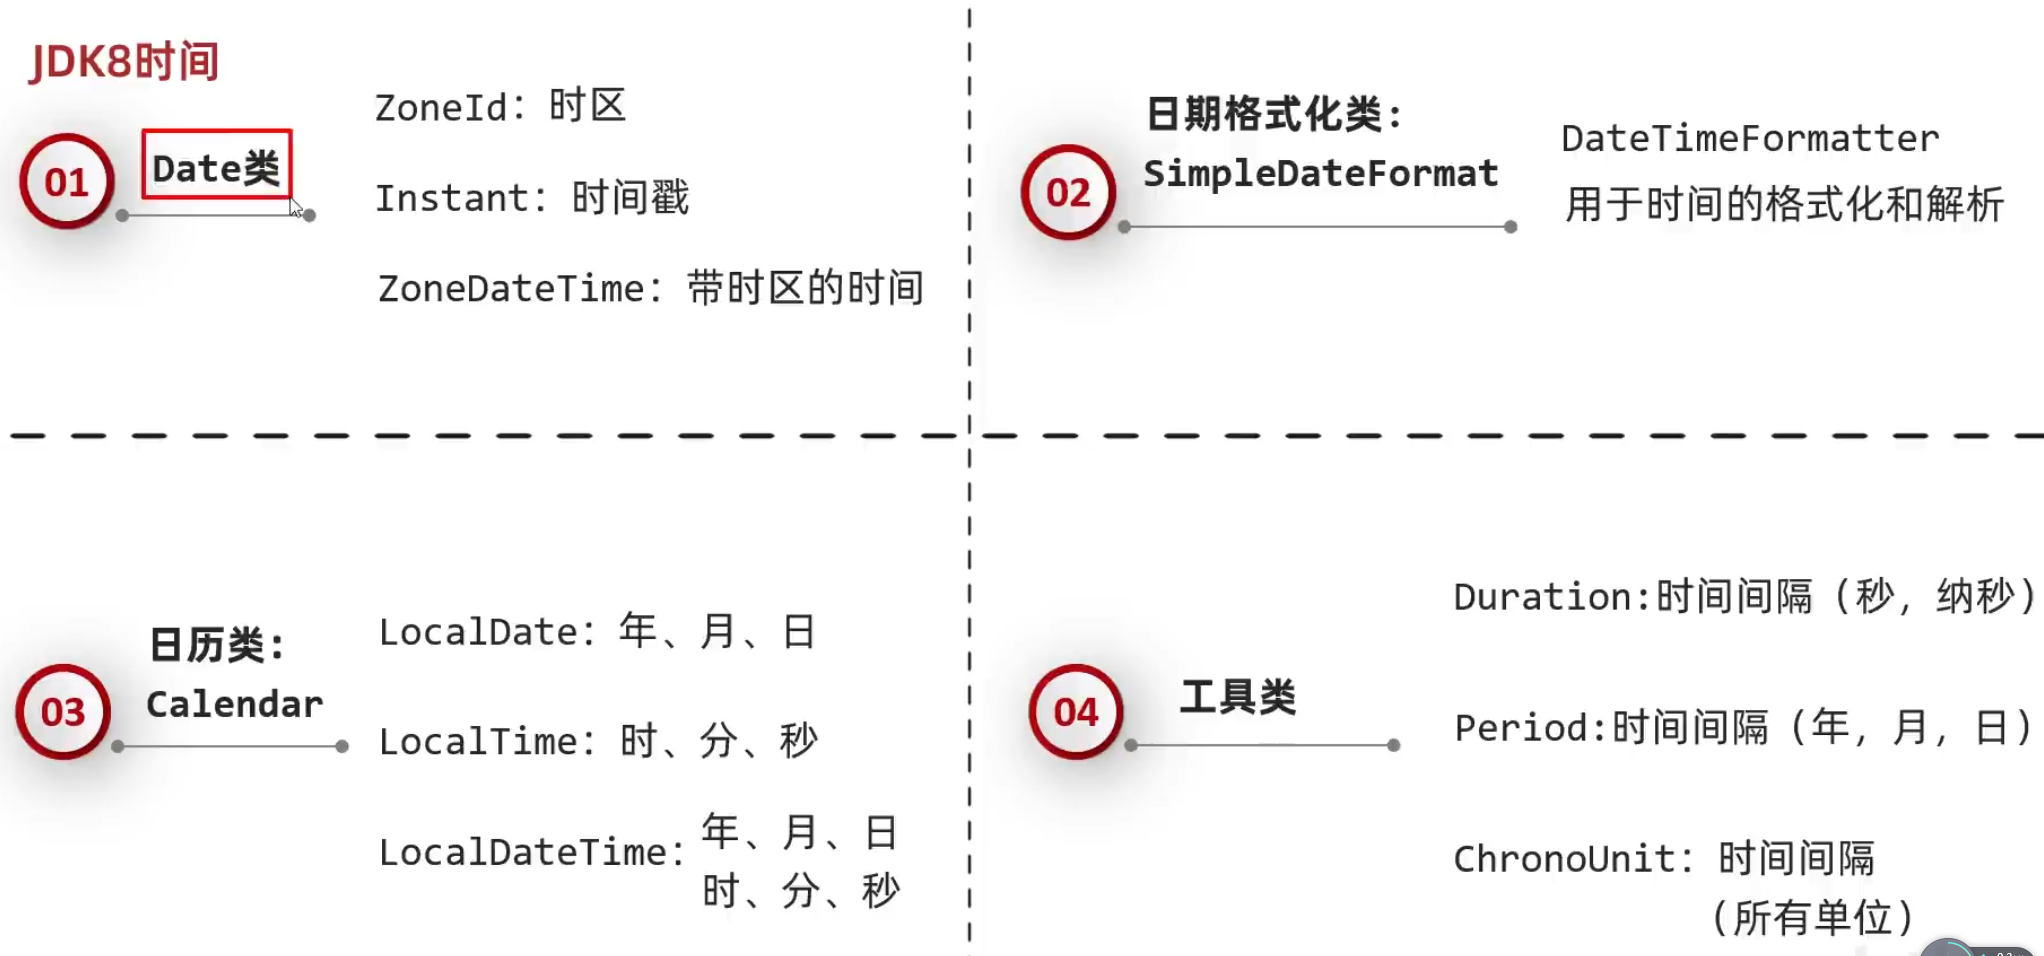 JDK8时间
01
Date类
ZoneId：时区
Instant：时间戳
ZoneDateTime：带时区的时间
02
日期格式化类：
SimpleDateFormat
DateTimeFormatter
用于时间的格式化和解析
03
日历类：
Calendar
LocalDate：年、月、日
LocalTime：时、分、秒
LocalDateTime：
年、月、日
时、分、秒
04
工具类
Duration:时间间隔（秒，纳秒）
Period:时间间隔（年，月，日）
ChronoUnit：时间间隔
（所有单位）